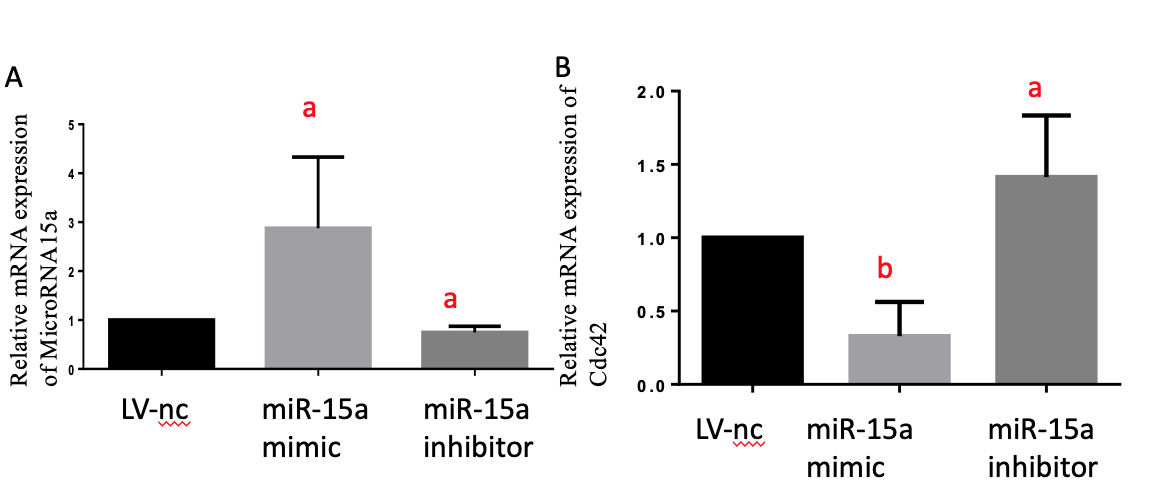 A
Relative mRNA expression
of MicroRNA15a
5
4
3
2
1
0
a
a
LV-nc
miR-15a
mimic
miR-15a
inhibitor
B
Relative mRNA expression of
Cdc42
2.0
1.5
1.0
0.5
0.0
b
a
LV-nc
miR-15a
mimic
miR-15a
inhibitor